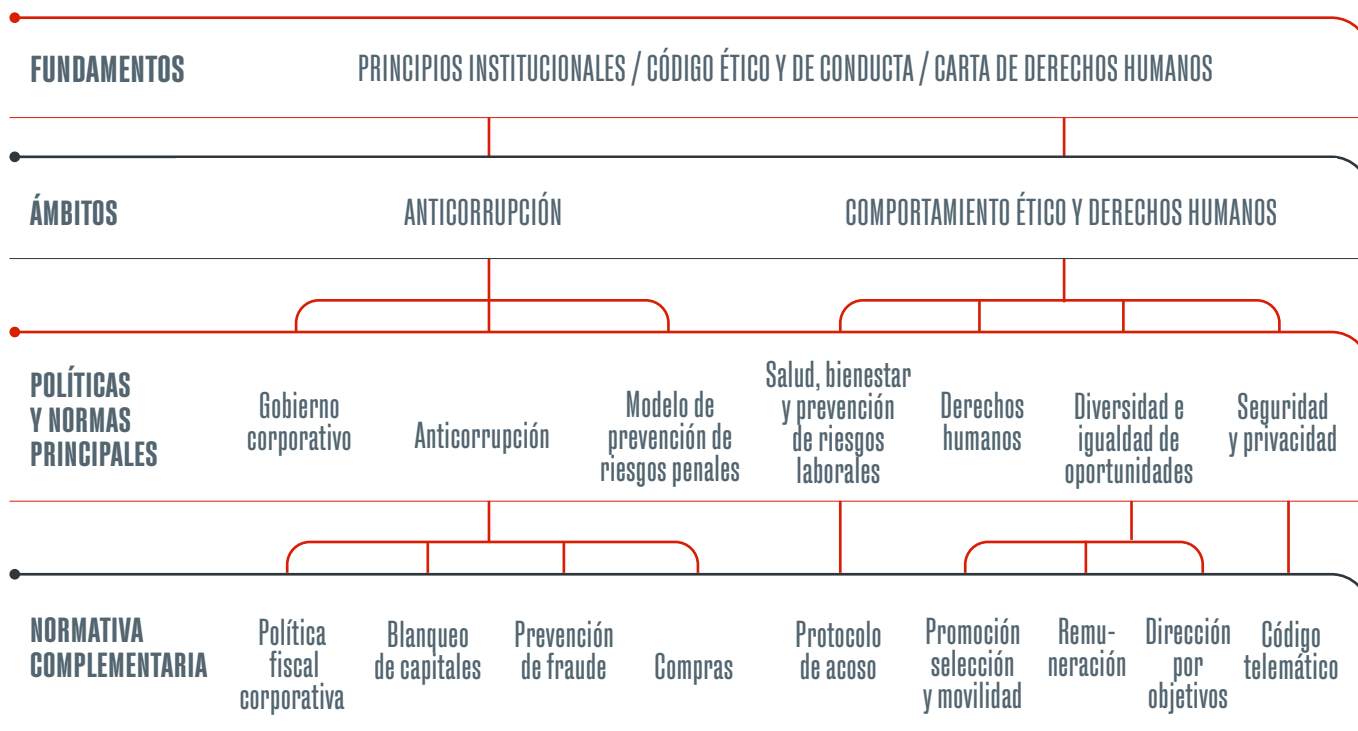 FUNDAMENTOS
PRINCIPIOS INSTITUCIONALES / CÓDIGO ÉTICO Y DE CONDUCTA / CARTA DE DERECHOS HUMANOS
ÁMBITOS
ANTICORRUPCIÓN
COMPORTAMIENTO ÉTICO Y DERECHOS HUMANOS
POLÍTICAS
Y NORMAS
PRINCIPALES
Gobierno
corporativo
Anticorrupción
Modelo de
prevención de
riesgos penales
Salud, bienestar
y prevención
de riesgos
laborales
Derechos
humanos
Diversidad e
igualdad de
oportunidades
Seguridad
y privacidad
NORMATIVA
COMPLEMENTARIA
Política
fiscal
corporativa
Blanqueo
de capitales
Prevención
de fraude
Compras
Protocolo
de acoso
Promoción
selección
y movilidad
Remu-
neración
Dirección
por
objetivos
Código
telemático